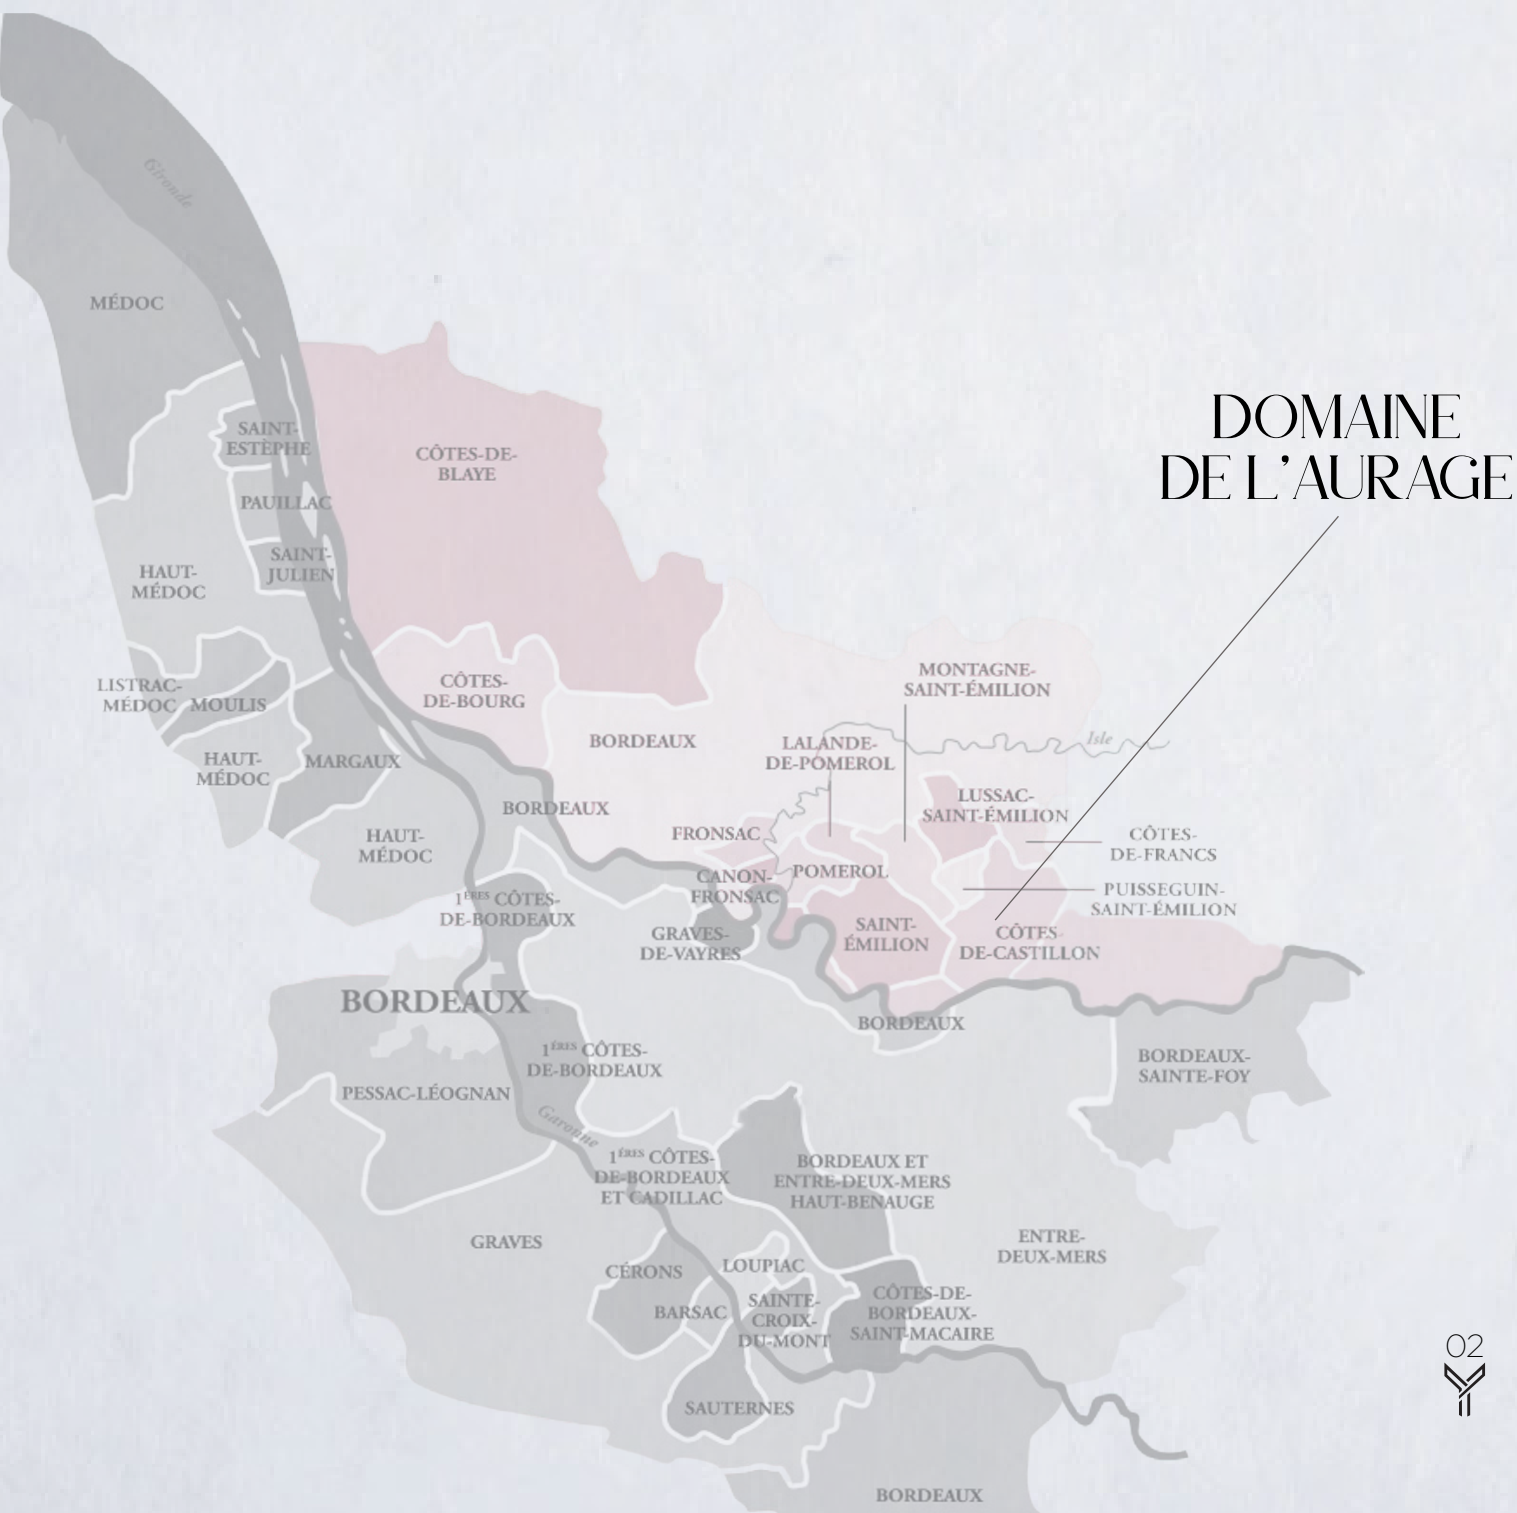 Gironde
MÉDOC
DOMAINE
DE L’AURAGE
SAINT-
ESTÈPHE
CÔTES-DE-
BLAYE
PAUILLAC
SAINT-
JULIEN
HAUT-
MÉDOC
MONTAGNE-
SAINT-ÉMILION
LISTRAC-
MÉDOC
MOULIS
CÔTES-
DE-BOURG
BORDEAUX
LALANDE-
DE-POMEROL
Isle
HAUT-
MÉDOC
MARGAUX
BORDEAUX
LUSSAC-
SAINT-ÉMILION
FRONSAC
CÔTES-
DE-FRANCS
HAUT-
MÉDOC
CANON-
FRONSAC
POMEROL
PUISSEGUIN-
SAINT-ÉMILION
1ÈRES CÔTES-
DE-BORDEAUX
GRAVES-
DE-VAYRES
SAINT-
ÉMILION
CÔTES
DE-CASTILLON
BORDEAUX
BORDEAUX
1ÈRES CÔTES-
DE-BORDEAUX
BORDEAUX-
SAINTE-FOY
PESSAC-LÉOGNAN
Garonne
1ÈRES CÔTES-
DE-BORDEAUX
ET CADILLAC
BORDEAUX ET
ENTRE-DEUX-MERS
HAUT-BENAUGE
GRAVES
ENTRE-
DEUX-MERS
CÉRONS
LOUPIAC
BARSAC
SAINTE-
CROIX-
DU-MONT
CÔTES-DE-
BORDEAUX-
SAINT-MACAIRE
02
SAUTERNES
BORDEAUX